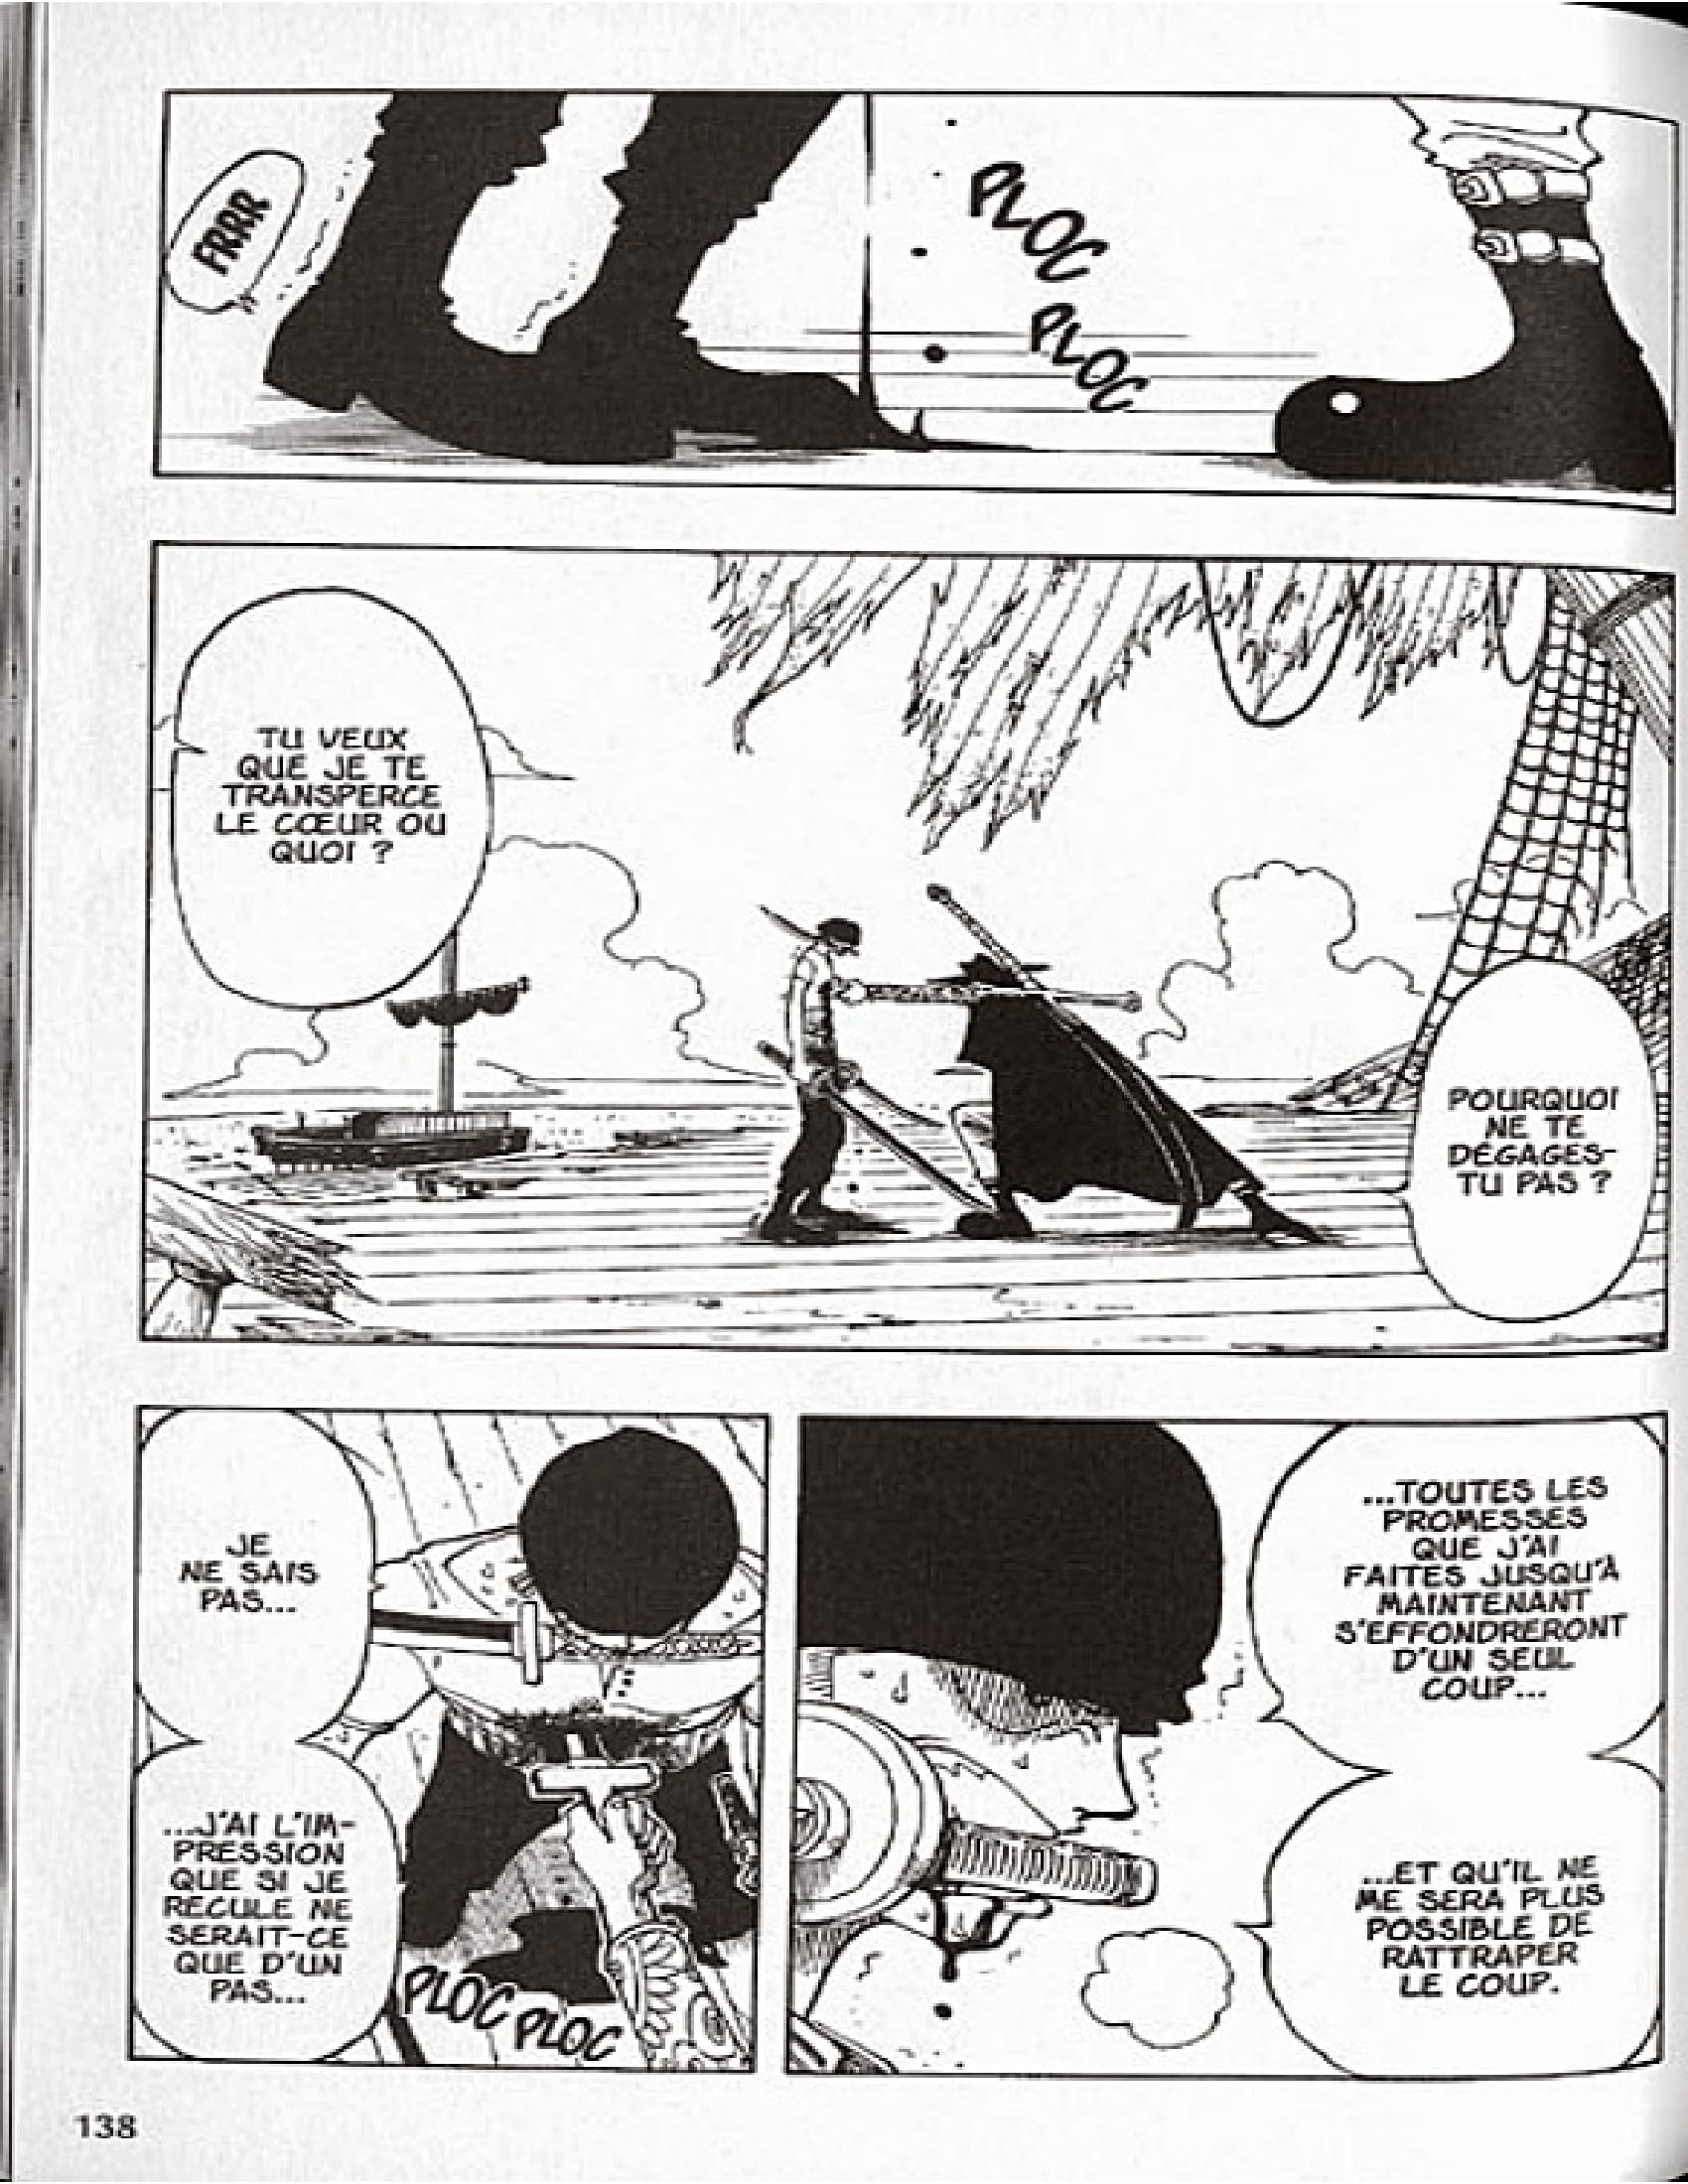 FRRR
PLOC
PLOC
TU VEUX
QUE JE TE
TRANSPERCE
LE CŒUR OU
QUOI ?
POURQUOI
NE TE
DÉGAGES-
TU PAS ?
JE
NE SAIS
PAS...
...J'AI L'IM-
PRESSION
QUE SI JE
RECULE NE
SERAIT-CE
QUE D'UN
PAS...
PLOC PLOC
...TOUTES LES
PROMESSES
QUE J'AI
FAITES JUSQU'À
MAINTENANT
S'EFFONDRERONT
D'UN SEUL
COUP...
...ET QU'IL NE
ME SERA PLUS
POSSIBLE DE
RATTRAPER
LE COUP.
138